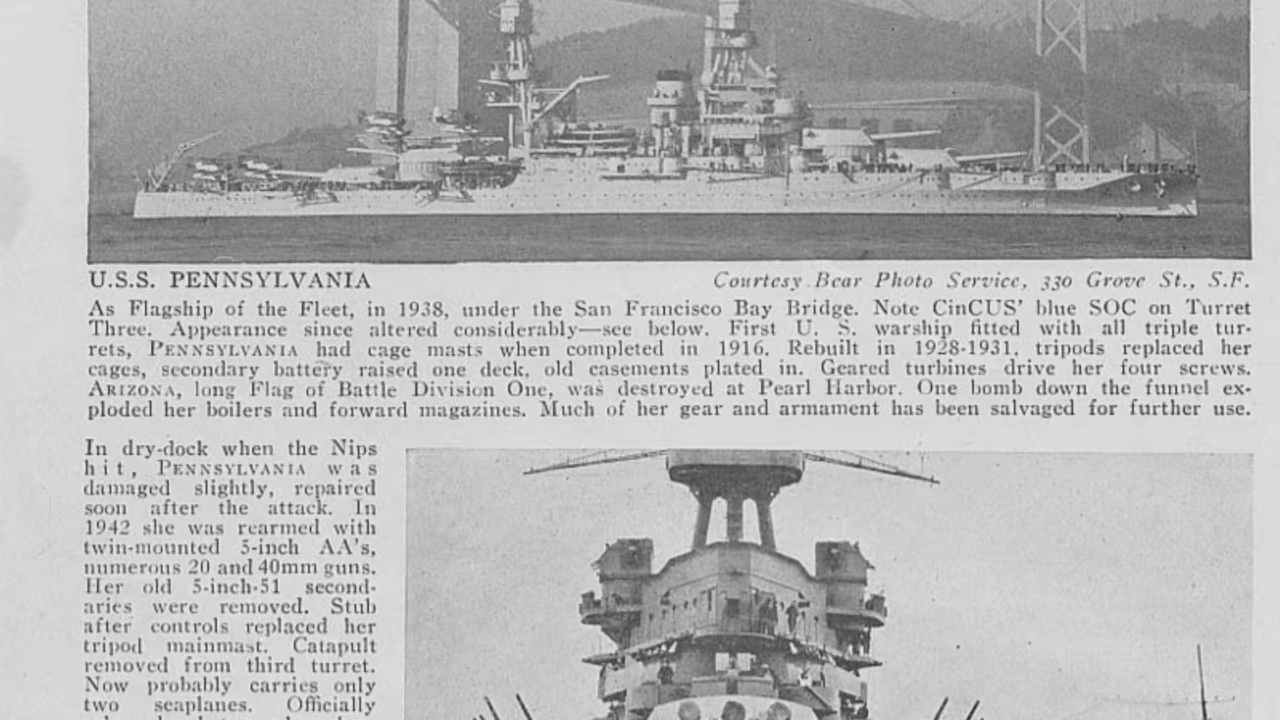 U.S.S. PENNSYLVANIA
Courtesy Bear Photo Service, 330 Grove St., S.F.
As Flagship of the Fleet, in 1938, under the San Francisco Bay Bridge. Note CinCUS' blue SOC on Turret
Three. Appearance since altered considerably—see below. First U. S. warship fitted with all triple tur-
rets, PENNSYLVANIA had cage masts when completed in 1916. Rebuilt in 1928-1931, tripods replaced her
cages, secondary battery raised one deck, old casements plated in. Geared turbines drive her four screws.
ARIZONA, long Flag of Battle Division One, was destroyed at Pearl Harbor. One bomb down the funnel ex-
ploded her boilers and forward magazines. Much of her gear and armament has been salvaged for further use.
In dry-dock when the Nips
hit, PENNSYLVANIA was
damaged slightly, repaired
soon after the attack. In
1942 she was rearmed with
twin-mounted 5-inch AA's,
numerous 20 and 40mm guns.
Her old 5-inch-51 second-
aries were removed. Stub
after controls replaced her
tripod mainmast. Catapult
removed from third turret.
Now probably carries only
two seaplanes. Officially